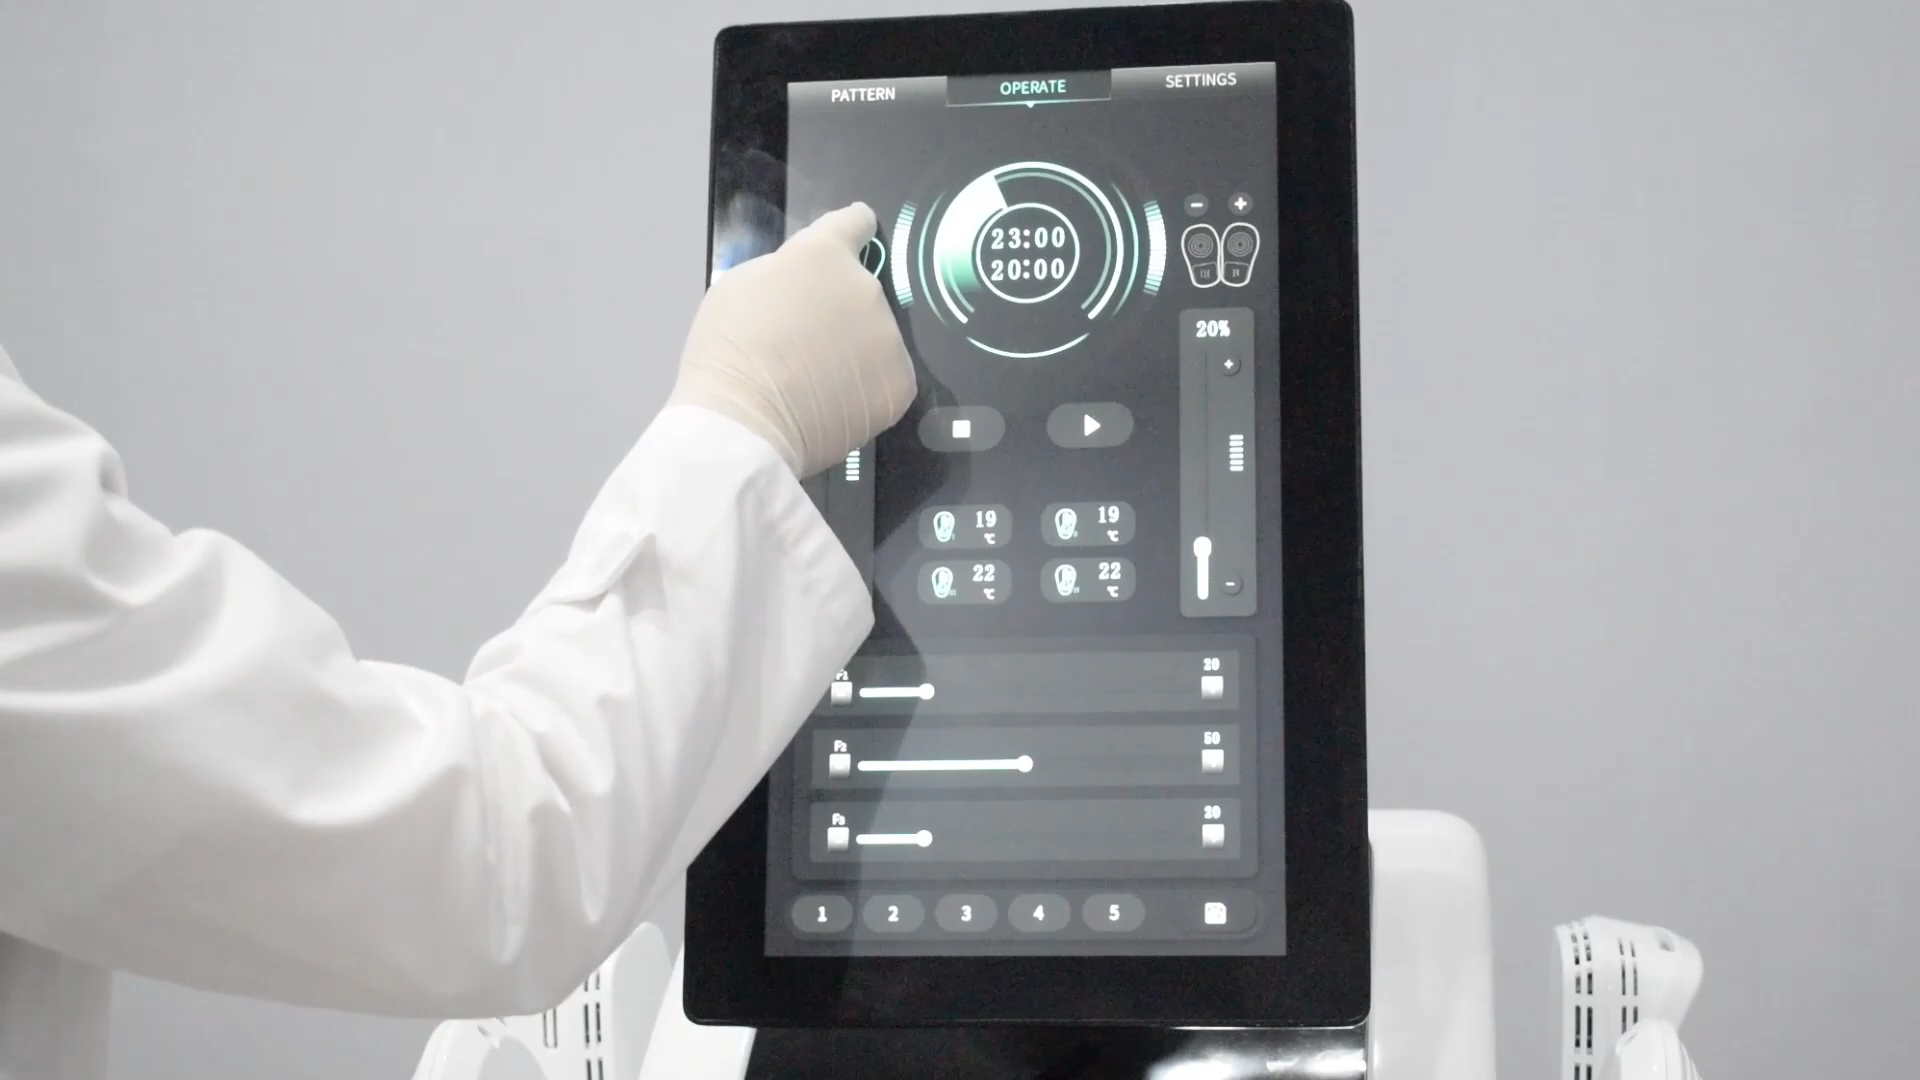 PATTERN
OPERATE
SETTINGS
23:00
20:00
20%
19 ℃
19 ℃
22 ℃
22 ℃
F1
20
F2
50
F3
20
1 2 3 4 5